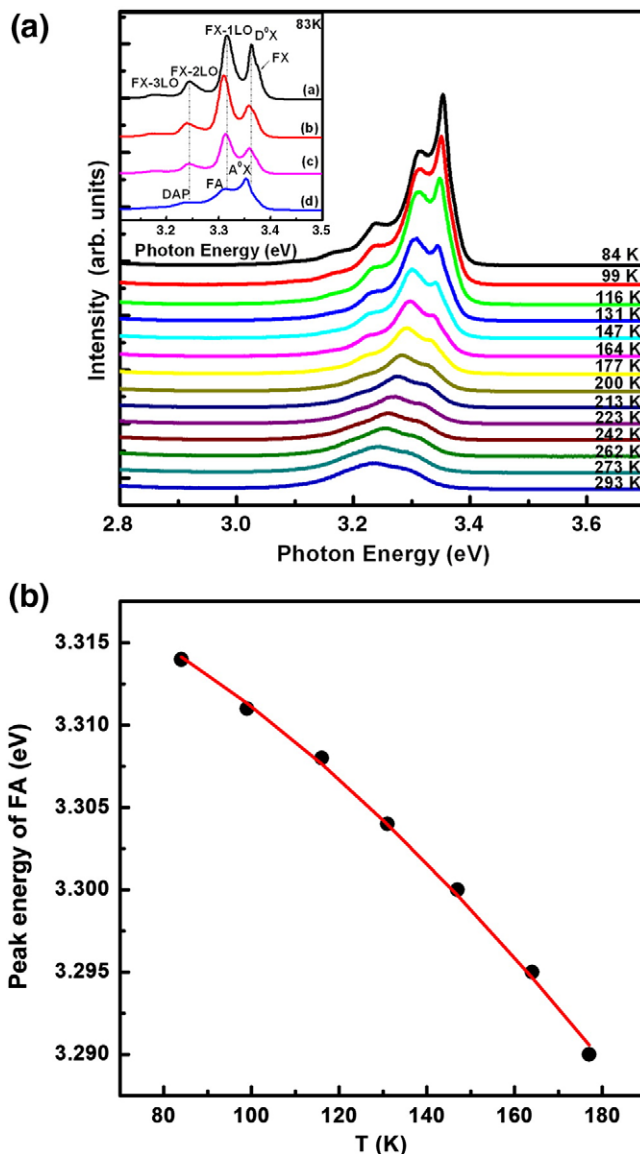 (a)
83K
FX-1LO
D⁰X
FX-2LO
FX
FX-3LO
(a)
(b)
(c)
A⁰X
FA
DAP
(d)
3.2 3.3 3.4 3.5
Photon Energy (eV)
Intensity (arb. units)
84 K
99 K
116 K
131 K
147 K
164 K
177 K
200 K
213 K
223 K
242 K
262 K
273 K
293 K
2.8 3.0 3.2 3.4 3.6
Photon Energy (eV)
(b)
3.315
3.310
3.305
3.300
3.295
3.290
Peak energy of FA (eV)
80 100 120 140 160 180
T (K)